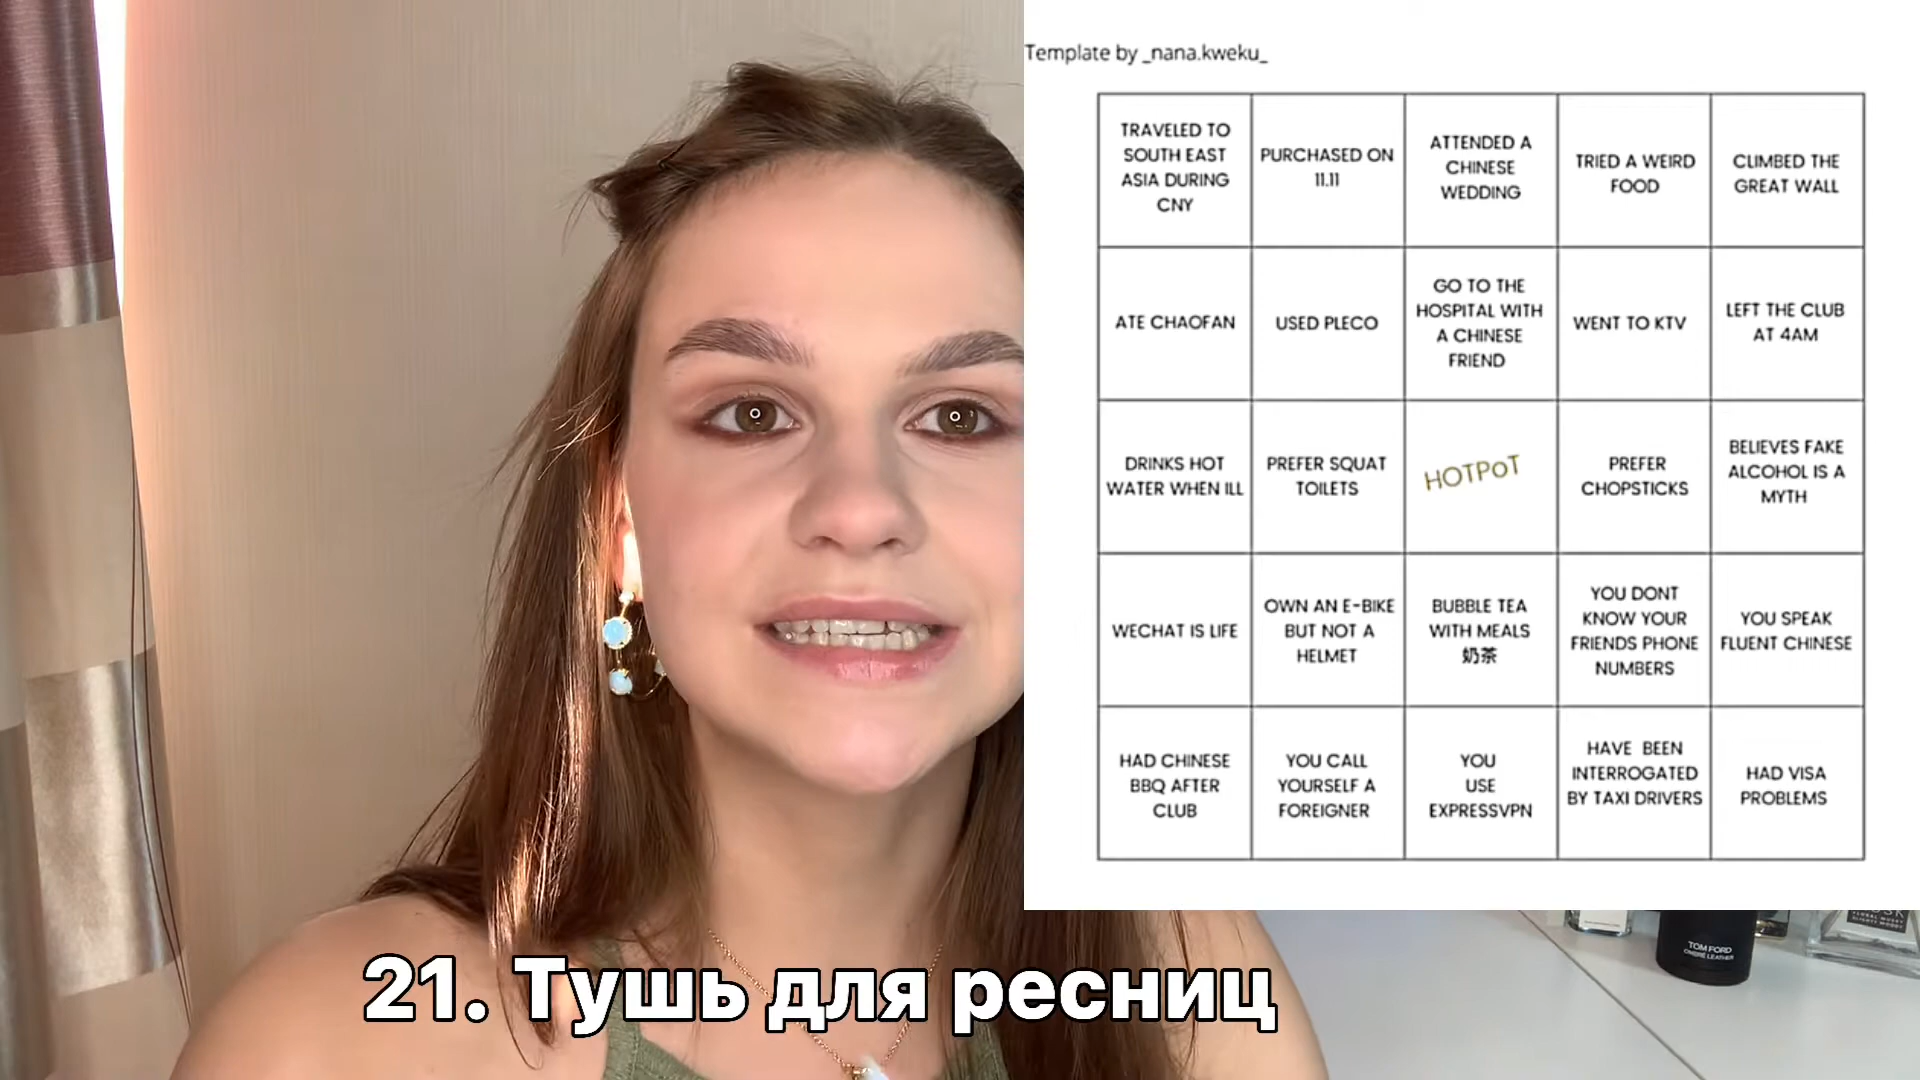 Template by _nana.kweku_
TRAVELED TO
SOUTH EAST
ASIA DURING
CNY
PURCHASED ON
11.11
ATTENDED A
CHINESE
WEDDING
TRIED A WEIRD
FOOD
CLIMBED THE
GREAT WALL
ATE CHAOFAN
USED PLECO
GO TO THE
HOSPITAL WITH
A CHINESE
FRIEND
WENT TO KTV
LEFT THE CLUB
AT 4AM
DRINKS HOT
WATER WHEN ILL
PREFER SQUAT
TOILETS
HOTPoT
PREFER
CHOPSTICKS
BELIEVES FAKE
ALCOHOL IS A
MYTH
WECHAT IS LIFE
OWN AN E-BIKE
BUT NOT A
HELMET
BUBBLE TEA
WITH MEALS
奶茶
YOU DONT
KNOW YOUR
FRIENDS PHONE
NUMBERS
YOU SPEAK
FLUENT CHINESE
HAD CHINESE
BBQ AFTER
CLUB
YOU CALL
YOURSELF A
FOREIGNER
YOU
USE
EXPRESSVPN
HAVE BEEN
INTERROGATED
BY TAXI DRIVERS
HAD VISA
PROBLEMS
TOM FORD
OMBRÉ LEATHER
21. Тушь для ресниц